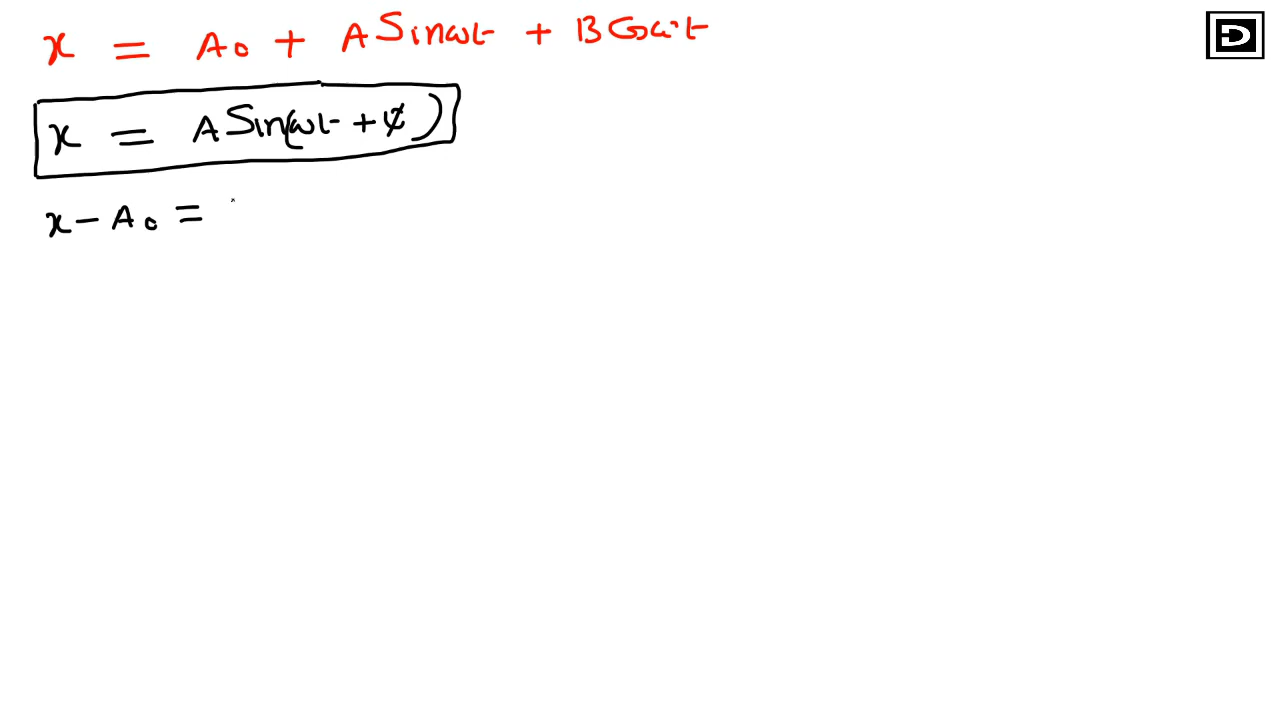 x = A₀ + A Sinωt + B Cosωt
x = A Sin(ωt + ϕ)
x - A₀ =